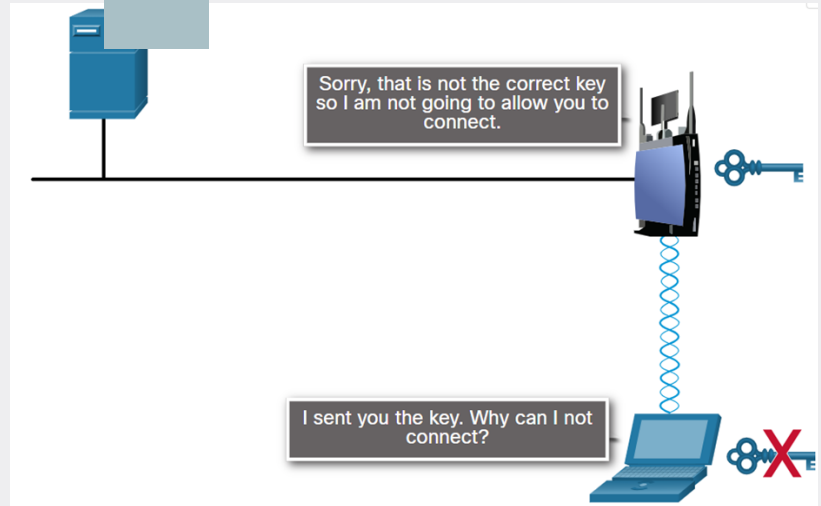 Sorry, that is not the correct key
so I am not going to allow you to
connect.
I sent you the key. Why can I not
connect?